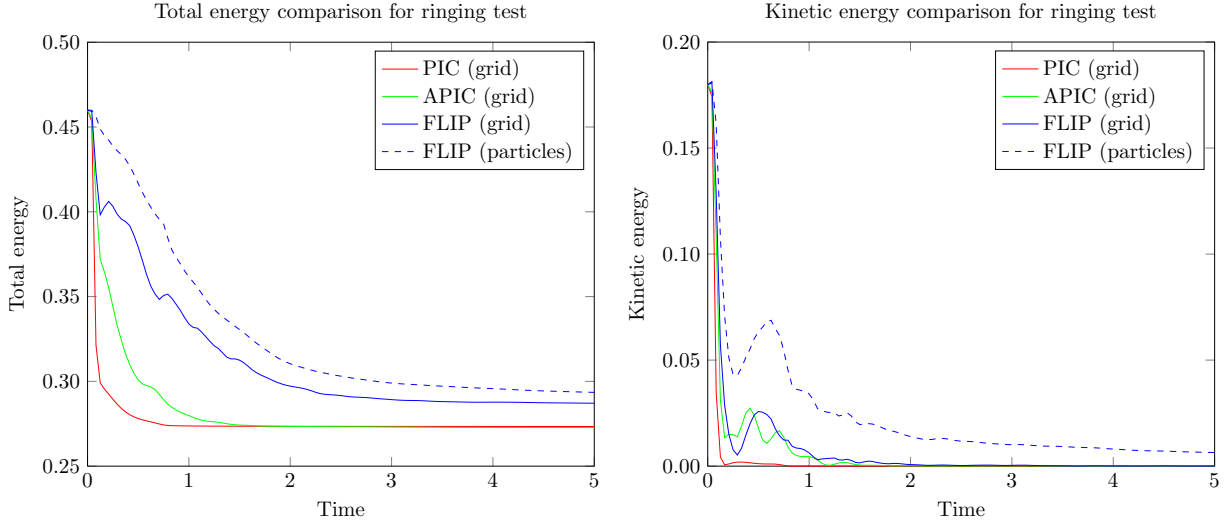 Total energy comparison for ringing test
0.50
0.45
0.40
0.35
0.30
0.25
Total energy
PIC (grid)
APIC (grid)
FLIP (grid)
FLIP (particles)
0 1 2 3 4 5
Time
Kinetic energy comparison for ringing test
0.20
0.15
0.10
0.05
0.00
Kinetic energy
PIC (grid)
APIC (grid)
FLIP (grid)
FLIP (particles)
0 1 2 3 4 5
Time